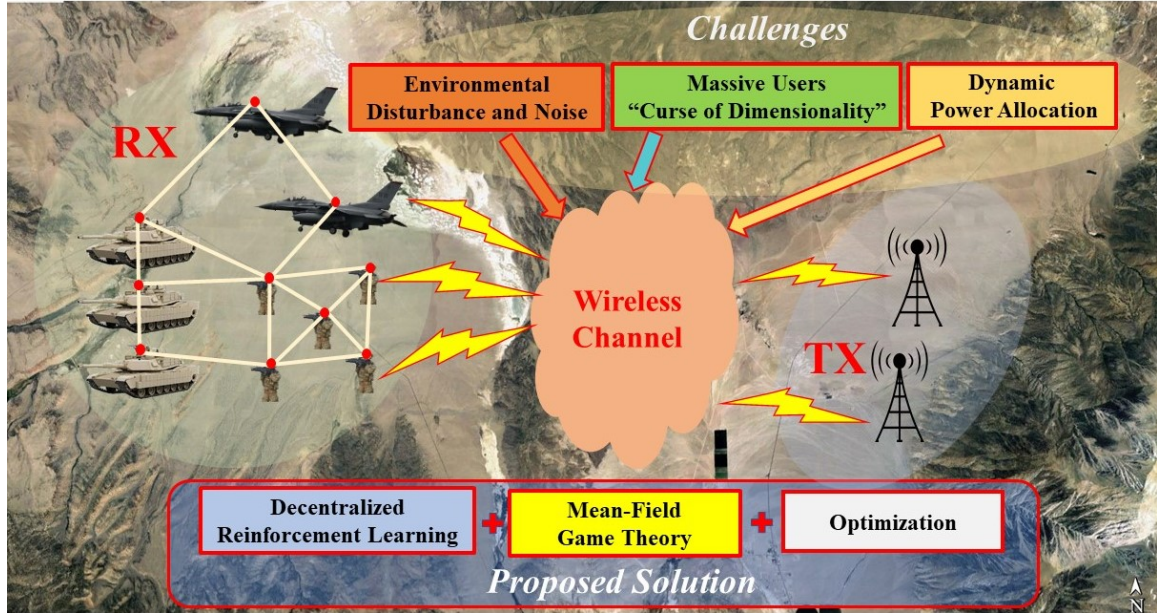 Challenges
Environmental
Disturbance and Noise
Massive Users
“Curse of Dimensionality”
Dynamic
Power Allocation
RX
Wireless
Channel
TX
Decentralized
Reinforcement Learning
+
Mean-Field
Game Theory
+
Optimization
Proposed Solution
N